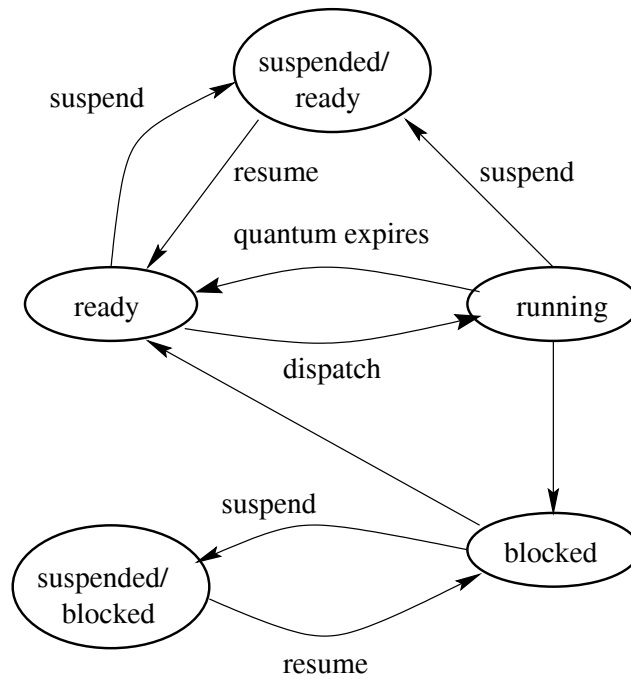 suspended/
ready
suspend
resume
suspend
quantum expires
ready
running
dispatch
suspend
blocked
suspended/
blocked
resume